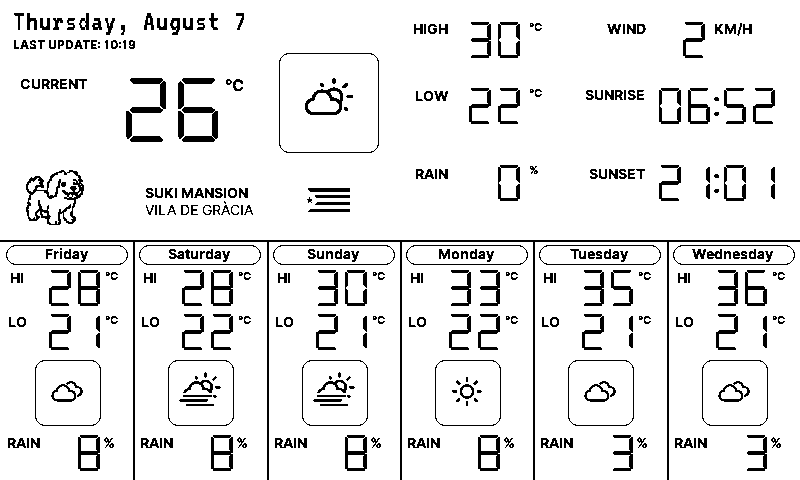 Thursday, August 7
LAST UPDATE: 10:19
CURRENT 26 °C
HIGH 30 °C
LOW 22 °C
RAIN 0 %
WIND 2 KM/H
SUNRISE 06:52
SUNSET 21:01
SUKI MANSION
VILA DE GRÀCIA
Friday
HI 28 °C
LO 21 °C
RAIN 8 %
Saturday
HI 28 °C
LO 22 °C
RAIN 8 %
Sunday
HI 30 °C
LO 21 °C
RAIN 8 %
Monday
HI 33 °C
LO 22 °C
RAIN 8 %
Tuesday
HI 35 °C
LO 21 °C
RAIN 3 %
Wednesday
HI 36 °C
LO 21 °C
RAIN 3 %